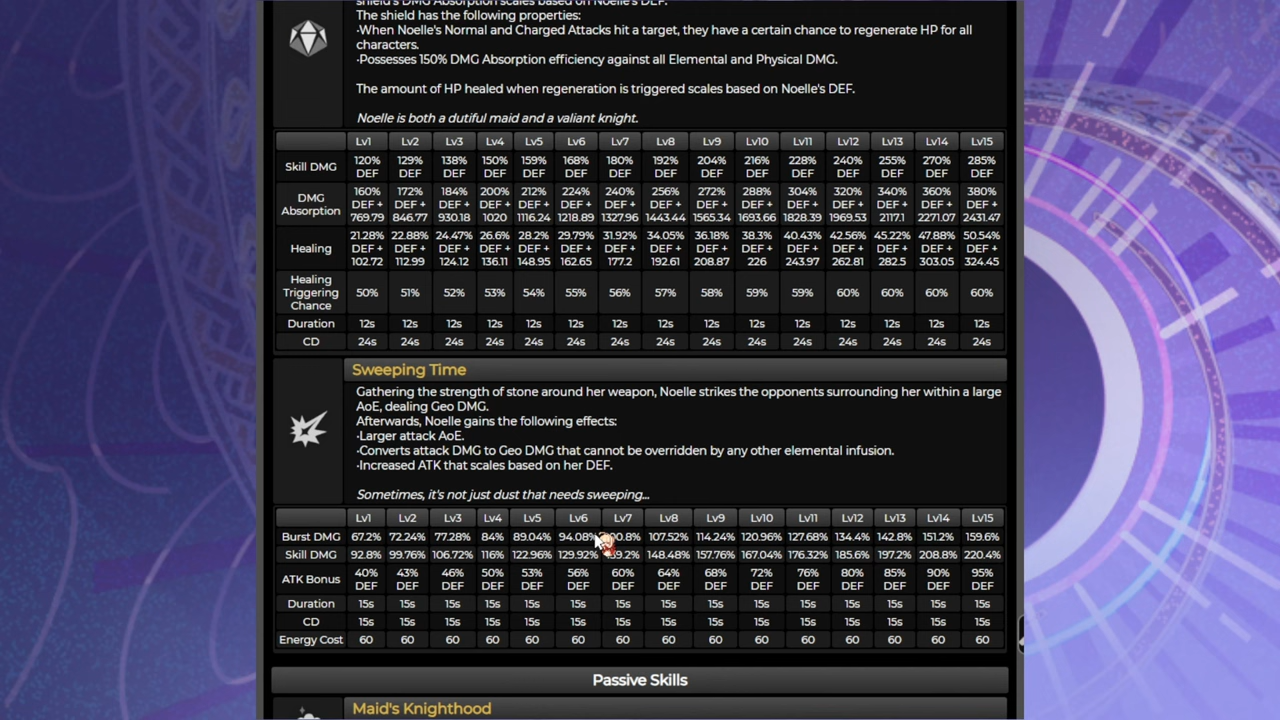 shield's DMG Absorption scales based on Noelle's DEF.
The shield has the following properties:
·When Noelle's Normal and Charged Attacks hit a target, they have a certain chance to regenerate HP for all
characters.
·Possesses 150% DMG Absorption efficiency against all Elemental and Physical DMG.
The amount of HP healed when regeneration is triggered scales based on Noelle's DEF.
Noelle is both a dutiful maid and a valiant knight.
Lv1 Lv2 Lv3 Lv4 Lv5 Lv6 Lv7 Lv8 Lv9 Lv10 Lv11 Lv12 Lv13 Lv14 Lv15
Skill DMG 120% DEF 129% DEF 138% DEF 150% DEF 159% DEF 168% DEF 180% DEF 192% DEF 204% DEF 216% DEF 228% DEF 240% DEF 255% DEF 270% DEF 285% DEF
DMG Absorption 160% DEF + 769.79 172% DEF + 846.77 184% DEF + 930.18 200% DEF + 1020 212% DEF + 1116.24 224% DEF + 1218.89 240% DEF + 1327.96 256% DEF + 1443.44 272% DEF + 1565.34 288% DEF + 1693.66 304% DEF + 1828.39 320% DEF + 1969.53 340% DEF + 2117.1 360% DEF + 2271.07 380% DEF + 2431.47
Healing 21.28% DEF + 102.72 22.88% DEF + 112.99 24.47% DEF + 124.12 26.6% DEF + 136.11 28.2% DEF + 148.95 29.79% DEF + 162.65 31.92% DEF + 177.2 34.05% DEF + 192.61 36.18% DEF + 208.87 38.3% DEF + 226 40.43% DEF + 243.97 42.56% DEF + 262.81 45.22% DEF + 282.5 47.88% DEF + 303.05 50.54% DEF + 324.45
Healing Triggering Chance 50% 51% 52% 53% 54% 55% 56% 57% 58% 59% 59% 60% 60% 60% 60%
Duration 12s 12s 12s 12s 12s 12s 12s 12s 12s 12s 12s 12s 12s 12s 12s
CD 24s 24s 24s 24s 24s 24s 24s 24s 24s 24s 24s 24s 24s 24s 24s
Sweeping Time
Gathering the strength of stone around her weapon, Noelle strikes the opponents surrounding her within a large
AoE, dealing Geo DMG.
Afterwards, Noelle gains the following effects:
·Larger attack AoE.
·Converts attack DMG to Geo DMG that cannot be overridden by any other elemental infusion.
·Increased ATK that scales based on her DEF.
Sometimes, it's not just dust that needs sweeping...
Lv1 Lv2 Lv3 Lv4 Lv5 Lv6 Lv7 Lv8 Lv9 Lv10 Lv11 Lv12 Lv13 Lv14 Lv15
Burst DMG 67.2% 72.24% 77.28% 84% 89.04% 94.08% 107.52% 114.24% 120.96% 127.68% 134.4% 142.8% 151.2% 159.6%
Skill DMG 92.8% 99.76% 106.72% 116% 122.96% 129.92% 148.48% 157.76% 167.04% 176.32% 185.6% 197.2% 208.8% 220.4%
ATK Bonus 40% DEF 43% DEF 46% DEF 50% DEF 53% DEF 56% DEF 60% DEF 64% DEF 68% DEF 72% DEF 76% DEF 80% DEF 85% DEF 90% DEF 95% DEF
Duration 15s 15s 15s 15s 15s 15s 15s 15s 15s 15s 15s 15s 15s 15s 15s
CD 15s 15s 15s 15s 15s 15s 15s 15s 15s 15s 15s 15s 15s 15s 15s
Energy Cost 60 60 60 60 60 60 60 60 60 60 60 60 60 60 60
Passive Skills
Maid's Knighthood